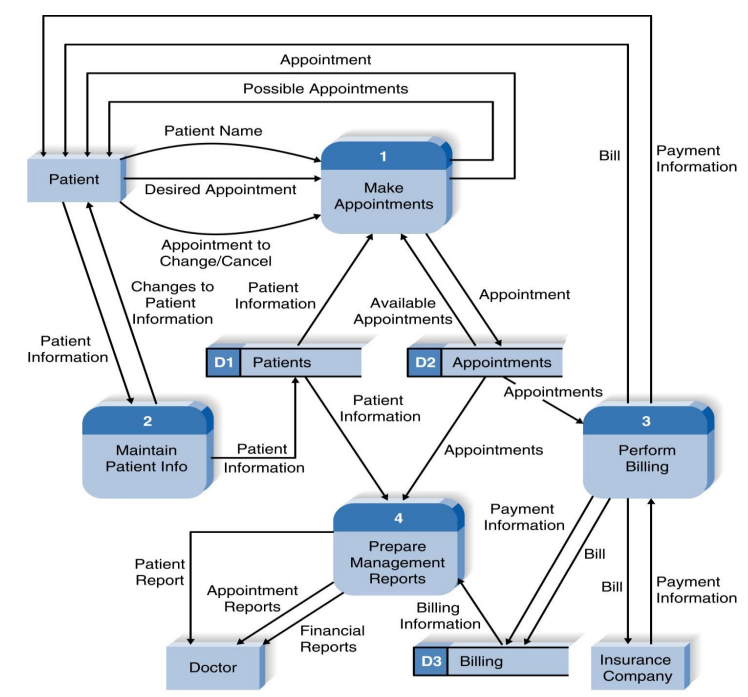 Appointment
Possible Appointments
Patient Name
Bill
Payment
Information
1
Make
Appointments
Patient
Desired Appointment
Appointment to
Change/Cancel
Changes to
Patient
Information
Patient
Information
Available
Appointments
Appointment
Patient
Information
D1 Patients
D2 Appointments
Patient
Information
Appointments
2
Maintain
Patient Info
Patient
Information
Appointments
3
Perform
Billing
4
Prepare
Management
Reports
Payment
Information
Bill
Patient
Report
Appointment
Reports
Financial
Reports
Billing
Information
Bill
Payment
Information
Doctor
D3 Billing
Insurance
Company